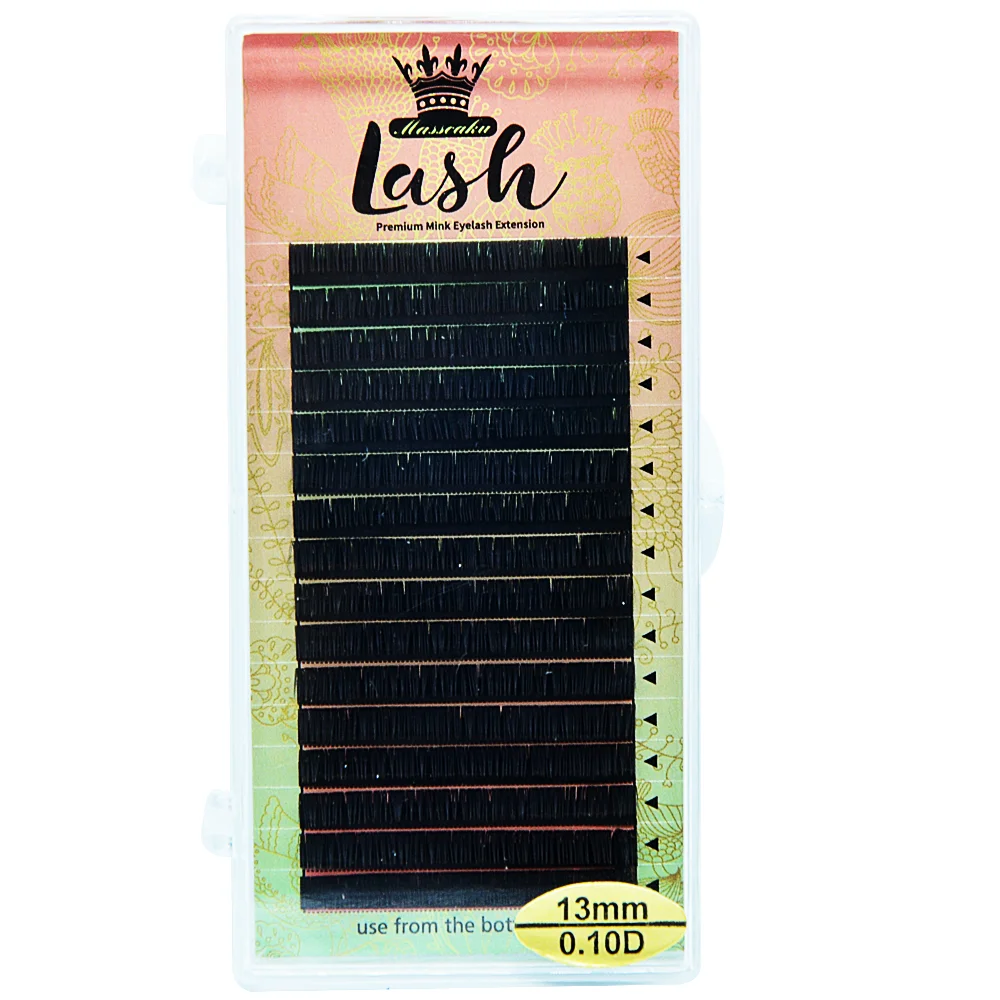 Masscaku
Lash
Premium Mink Eyelash Extension
use from the bot
13mm
0.10D